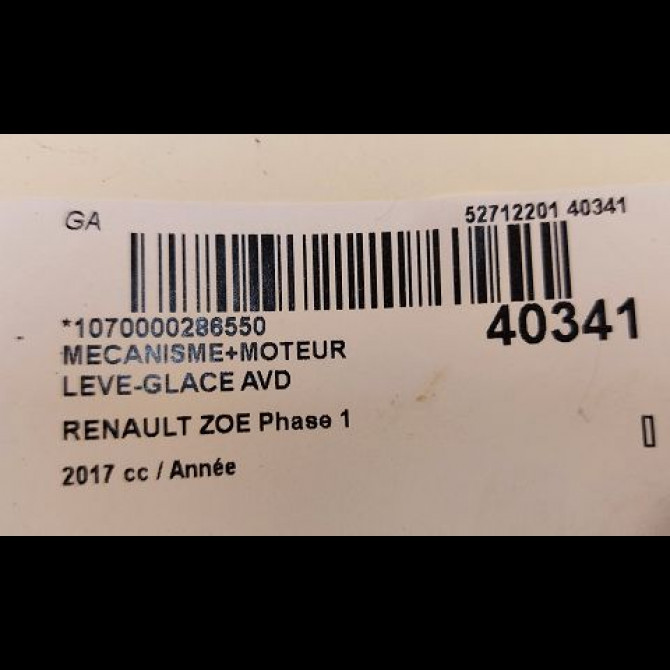 GA
52712201 40341
*1070000286550
40341
MECANISME+MOTEUR
LEVE-GLACE AVD
RENAULT ZOE Phase 1
2017 cc / Année